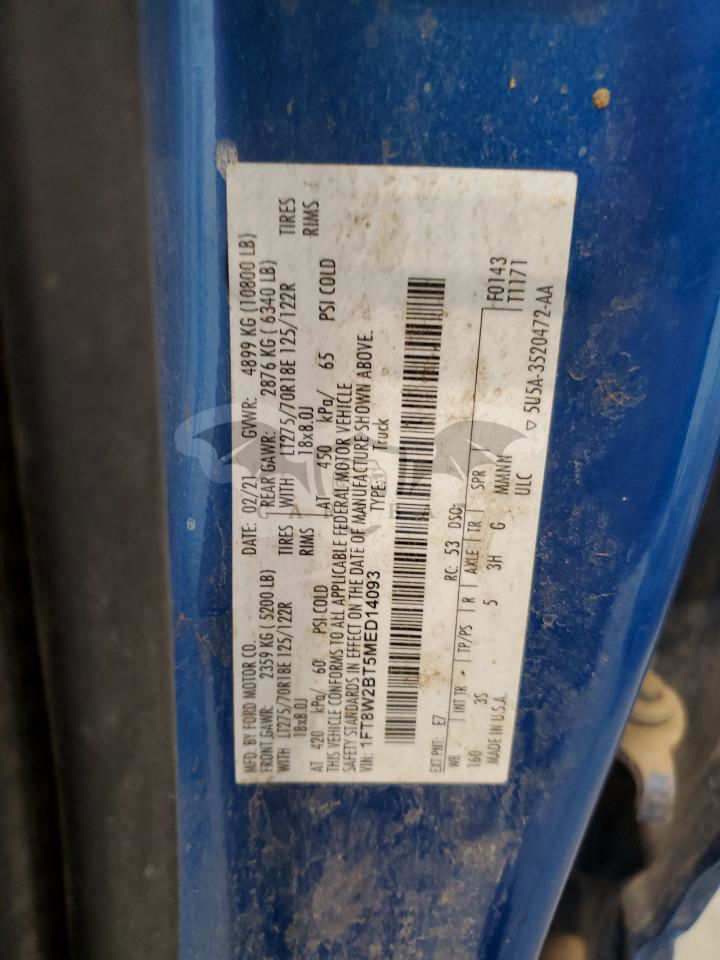 MFD. BY FORD MOTOR CO.
DATE: 02/21 GVWR: 4899 KG (10800 LB)
FRONT GAWR: 2359 KG ( 5200 LB) REAR GAWR: 2876 KG ( 6340 LB)
WITH LT275/70R18E 125/122R TIRES WITH LT275/70R18E 125/122R TIRES
18x8.0J RIMS 18x8.0J RIMS
AT 420 kPa/ 60 PSI COLD AT 450 kPa/ 65 PSI COLD
THIS VEHICLE CONFORMS TO ALL APPLICABLE FEDERAL MOTOR VEHICLE
SAFETY STANDARDS IN EFFECT ON THE DATE OF MANUFACTURE SHOWN ABOVE.
VIN: 1FT8W2BT5MED14093 TYPE: Truck
EXT PNT: E7 RC: 53 DSO:
WB INT TR TP/PS R AXLE TR SPR F0143
160 3S 5 3H G MMNN T1171
MADE IN U.S.A. ULC
5U5A-3520472-AA